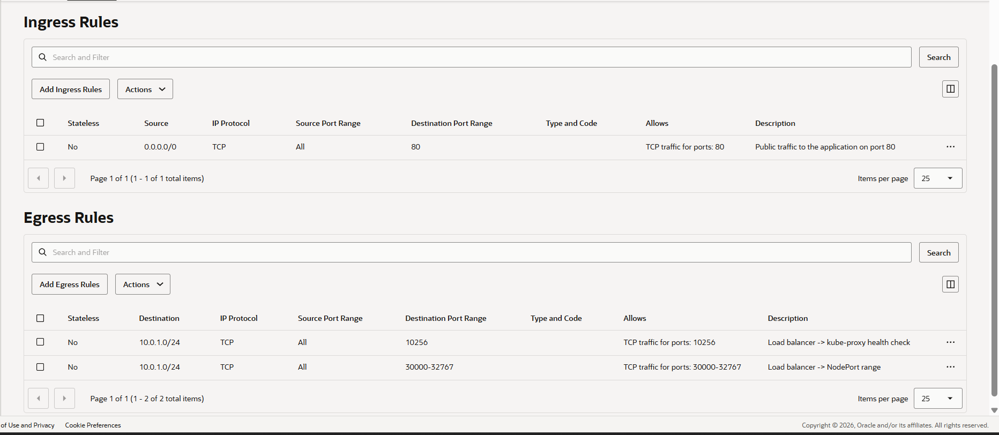 Ingress Rules
Search and Filter
Search
Add Ingress Rules
Actions
Stateless Source IP Protocol Source Port Range Destination Port Range Type and Code Allows Description
No 0.0.0.0/0 TCP All 80 TCP traffic for ports: 80 Public traffic to the application on port 80
Page 1 of 1 (1 - 1 of 1 total items)
Items per page 25
Egress Rules
Search and Filter
Search
Add Egress Rules
Actions
Stateless Destination IP Protocol Source Port Range Destination Port Range Type and Code Allows Description
No 10.0.1.0/24 TCP All 10256 TCP traffic for ports: 10256 Load balancer -> kube-proxy health check
No 10.0.1.0/24 TCP All 30000-32767 TCP traffic for ports: 30000-32767 Load balancer -> NodePort range
Page 1 of 1 (1 - 2 of 2 total items)
Items per page 25
of Use and Privacy Cookie Preferences Copyright © 2026, Oracle and/or its affiliates. All rights reserved.